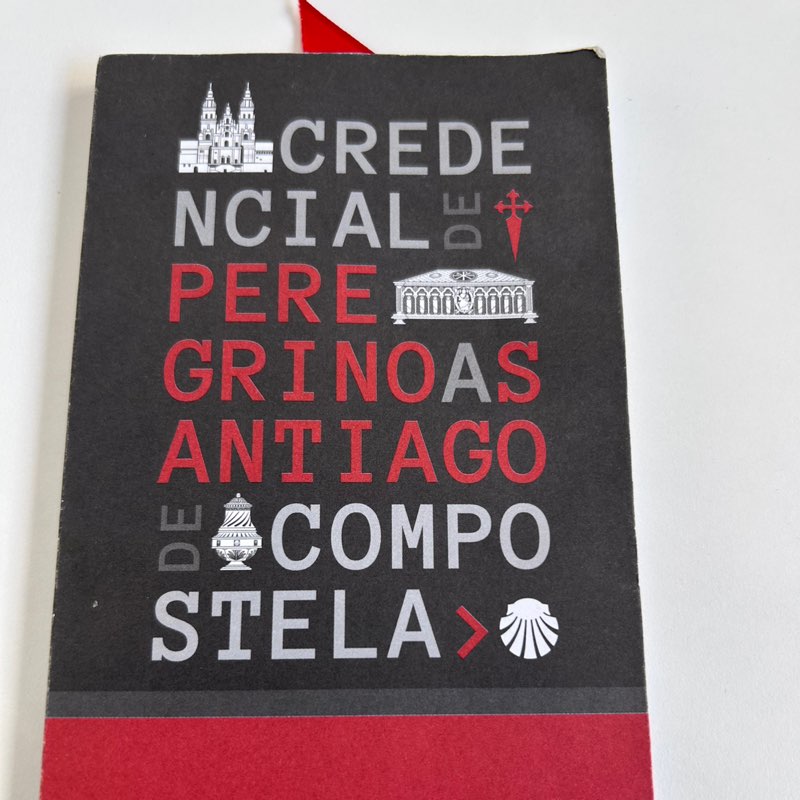 CREDE
NCIAL DE
PERE
GRINOAS
ANTIAGO
DE COMPO
STELA>